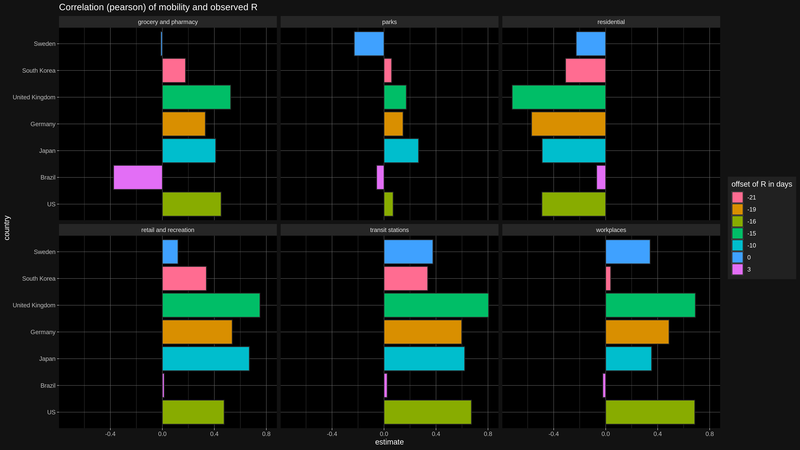 Correlation (pearson) of mobility and observed R
grocery and pharmacy
parks
residential
Sweden
South Korea
United Kingdom
Germany
Japan
Brazil
US
retail and recreation
transit stations
workplaces
Sweden
South Korea
United Kingdom
Germany
Japan
Brazil
US
country
-0.4 0.0 0.4 0.8
-0.4 0.0 0.4 0.8
-0.4 0.0 0.4 0.8
estimate
offset of R in days
-21
-19
-16
-15
-10
0
3